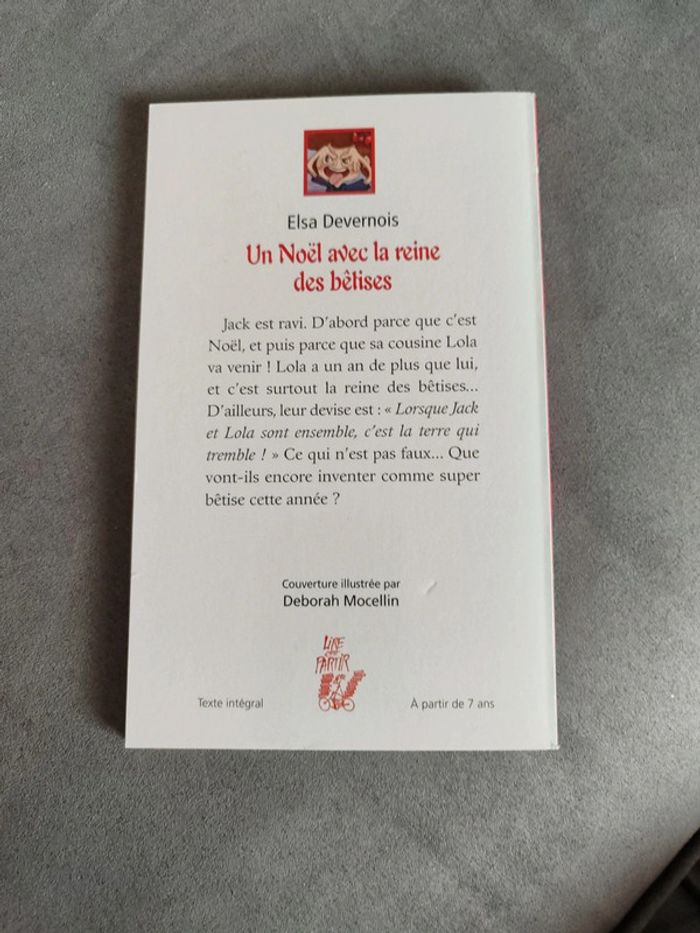 Elsa Devernois
Un Noël avec la reine
des bêtises
Jack est ravi. D'abord parce que c'est
Noël, et puis parce que sa cousine Lola
va venir ! Lola a un an de plus que lui,
et c'est surtout la reine des bêtises...
D'ailleurs, leur devise est : « Lorsque Jack
et Lola sont ensemble, c'est la terre qui
tremble ! » Ce qui n'est pas faux... Que
vont-ils encore inventer comme super
bêtise cette année ?
Couverture illustrée par
Deborah Mocellin
LIRE
C'EST
PARTIR
Texte intégral
À partir de 7 ans